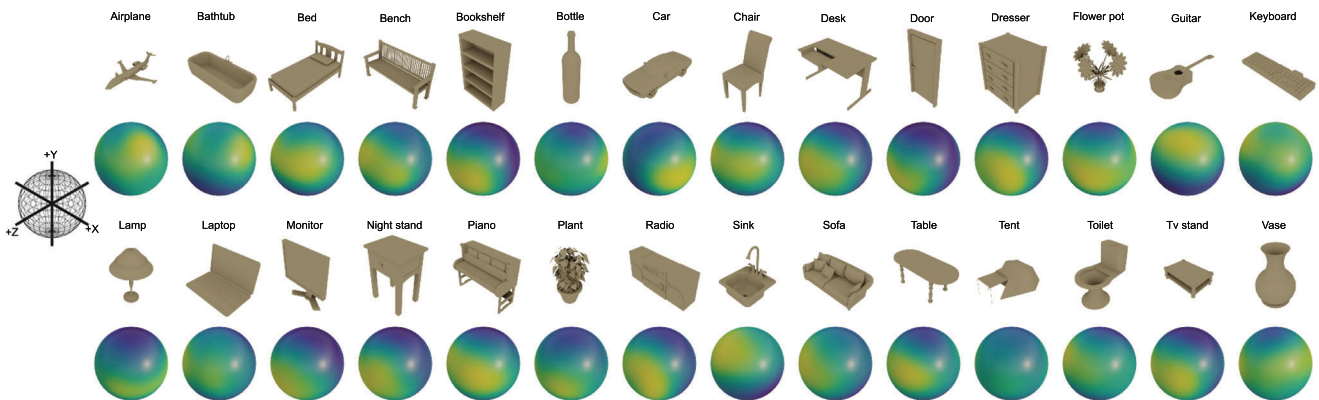 Airplane Bathtub Bed Bench Bookshelf Bottle Car Chair Desk Door Dresser Flower pot Guitar Keyboard
+Y
+Z +X
Lamp Laptop Monitor Night stand Piano Plant Radio Sink Sofa Table Tent Toilet Tv stand Vase